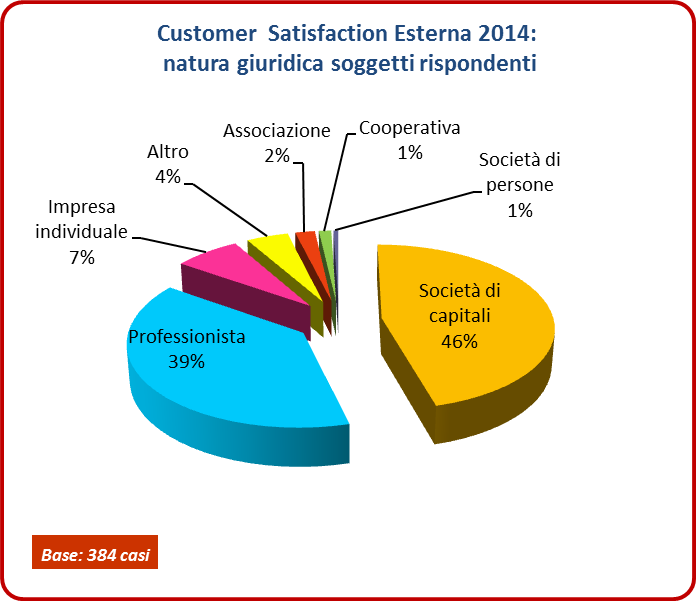 Customer Satisfaction Esterna 2014:
natura giuridica soggetti rispondenti
Associazione
2%
Cooperativa
1%
Altro
4%
Società di
persone
1%
Impresa
individuale
7%
Società di
capitali
46%
Professionista
39%
Base: 384 casi